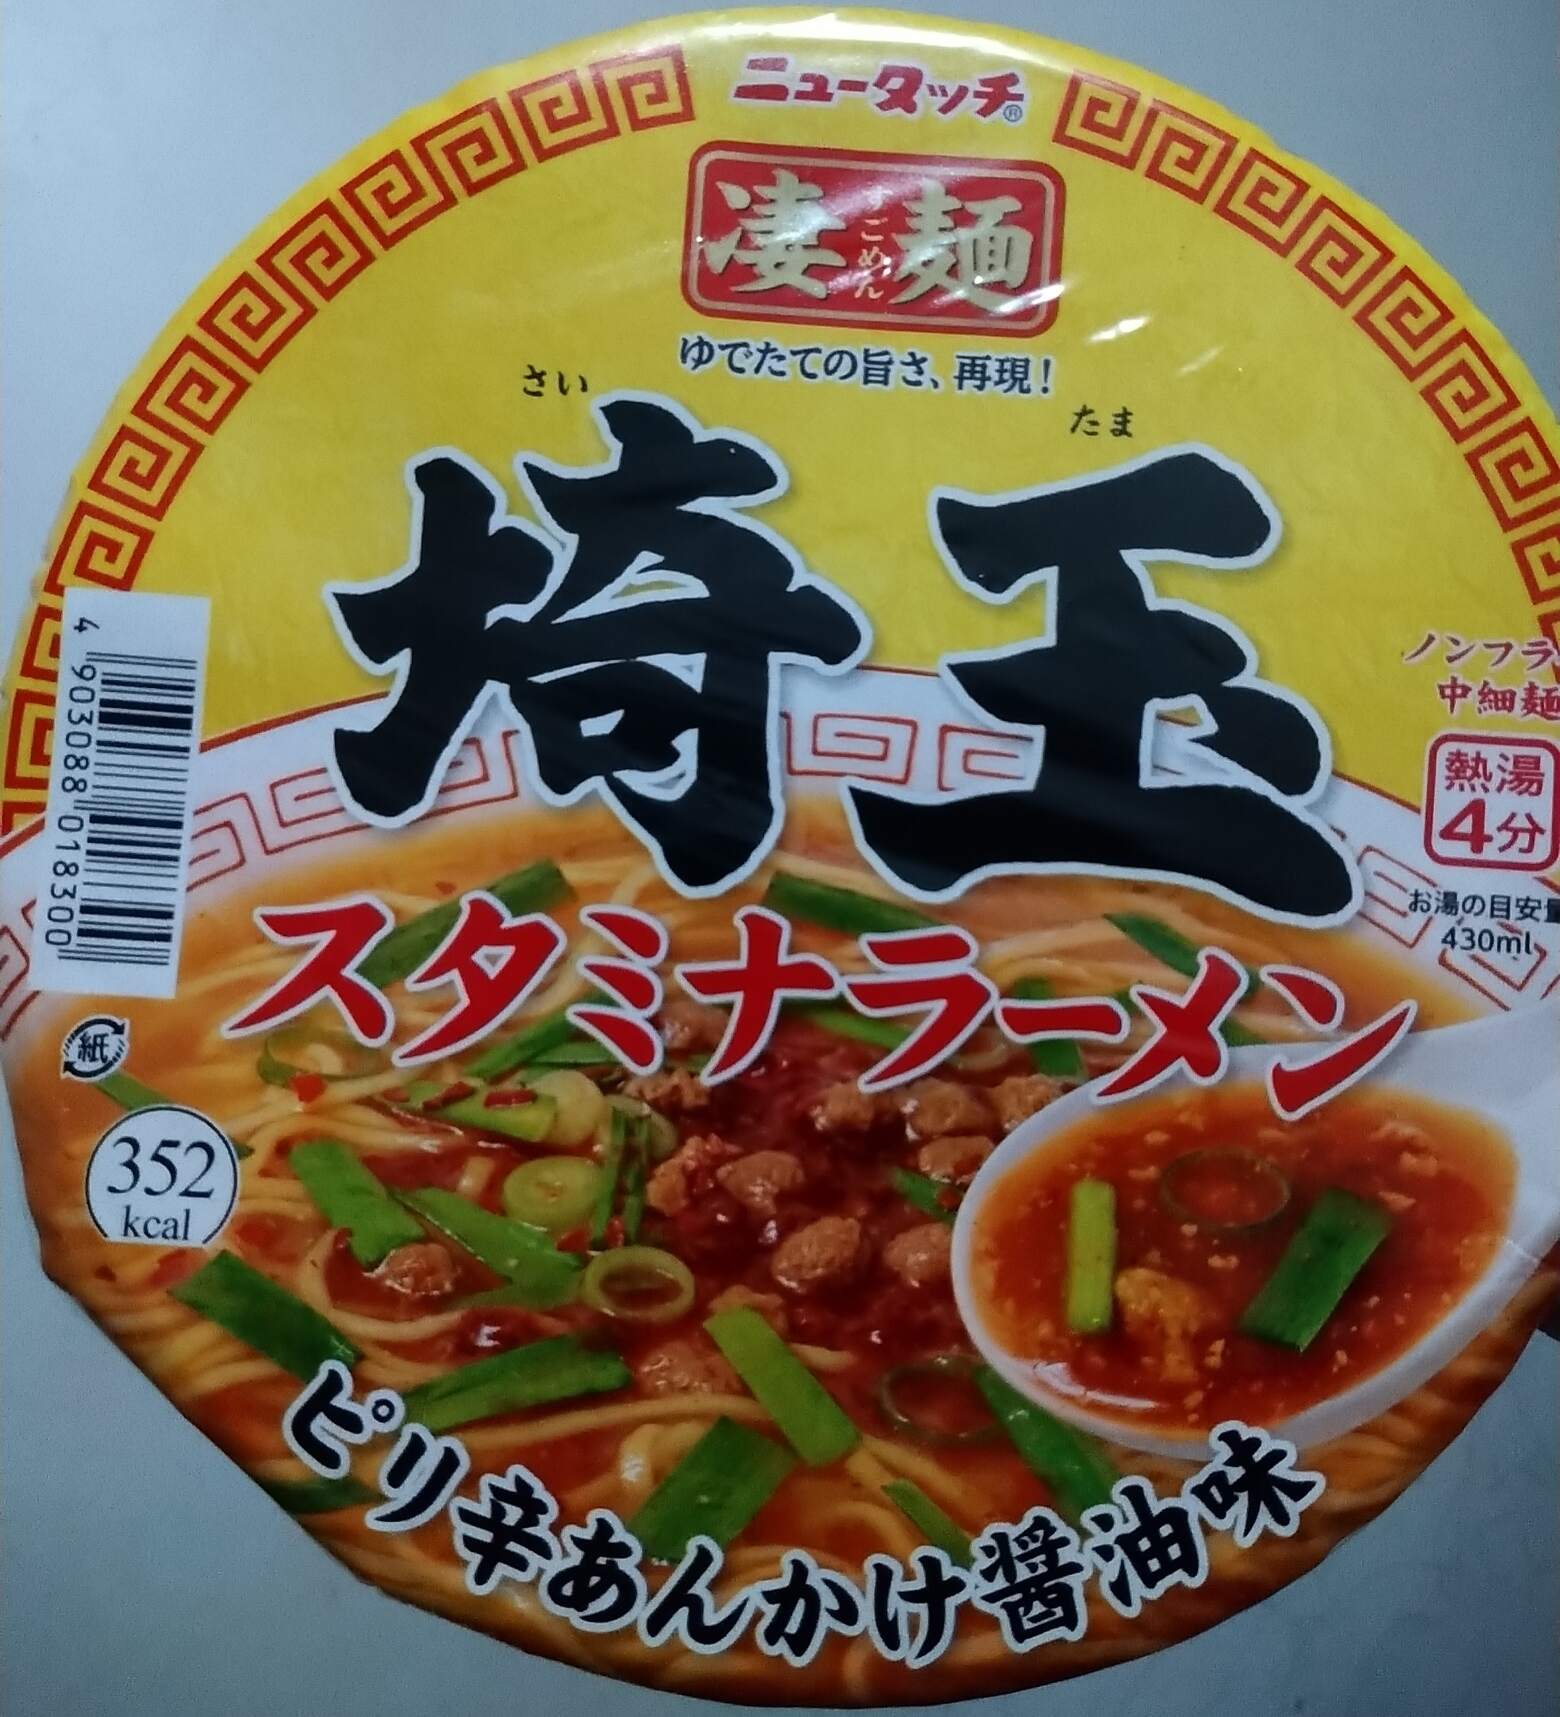 ニュータッチ®
凄麺
ごめん
ゆでたての旨さ、再現!
さい たま
埼玉
スタミナラーメン
ノンフラ
中細麺
熱湯
4分
お湯の目安量
430ml
4 903088 018300
紙
352
kcal
ピリ辛あんかけ醤油味